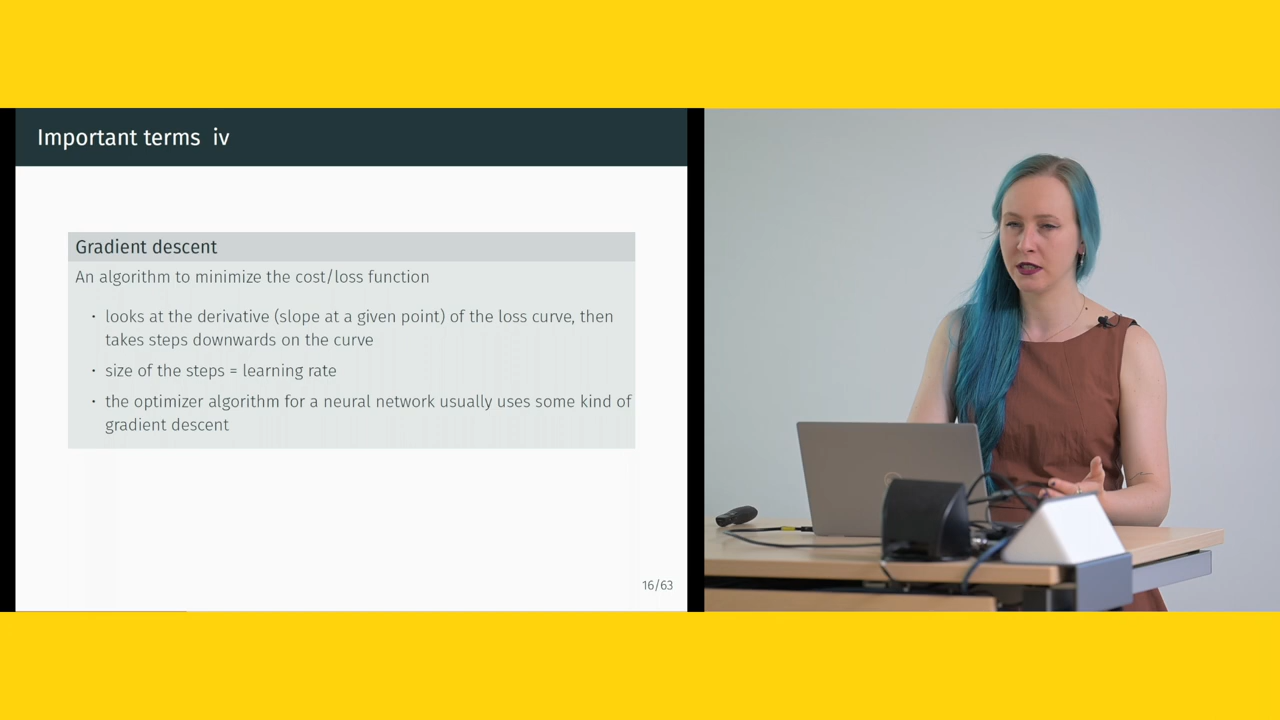 Important terms iv
Gradient descent
An algorithm to minimize the cost/loss function
• looks at the derivative (slope at a given point) of the loss curve, then
takes steps downwards on the curve
• size of the steps = learning rate
• the optimizer algorithm for a neural network usually uses some kind of
gradient descent
16/63